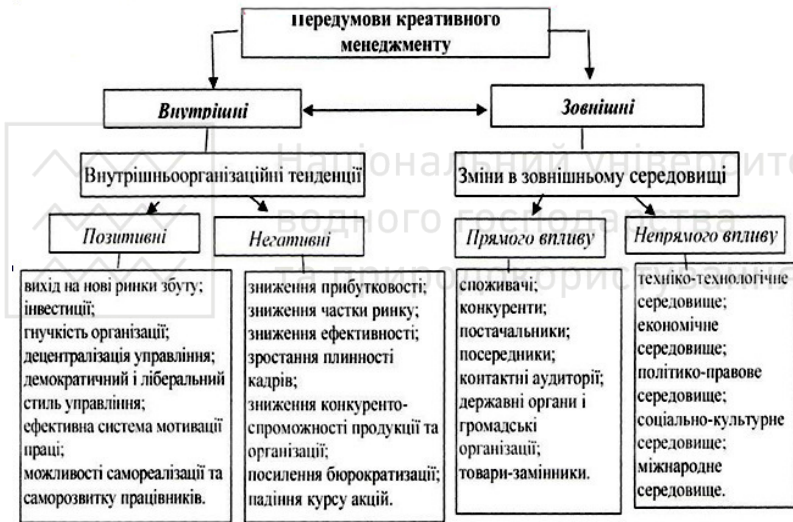 Передумови креативного
менеджменту
Внутрішні
Зовнішні
Внутрішньоорганізаційні тенденції
Зміни в зовнішньому середовищі
Позитивні
Негативні
Прямого впливу
Непрямого впливу
вихід на нові ринки збуту;
інвестиції;
гнучкість організації;
децентралізація управління;
демократичний і ліберальний
стиль управління;
ефективна система мотивації
праці;
можливості самореалізації та
саморозвитку працівників.
зниження прибутковості;
зниження частки ринку;
зниження ефективності;
зростання плинності
кадрів;
зниження конкуренто-
спроможності продукції та
організації;
посилення бюрократизації;
падіння курсу акцій.
споживачі;
конкуренти;
постачальники;
посередники;
контактні аудиторії;
державні органи і
громадські
організації;
товари-замінники.
техніко-технологічне
середовище;
економічне
середовище;
політико-правове
середовище;
соціально-культурне
середовище;
міжнародне
середовище.
Національний університе
водного господарства
та природокористування